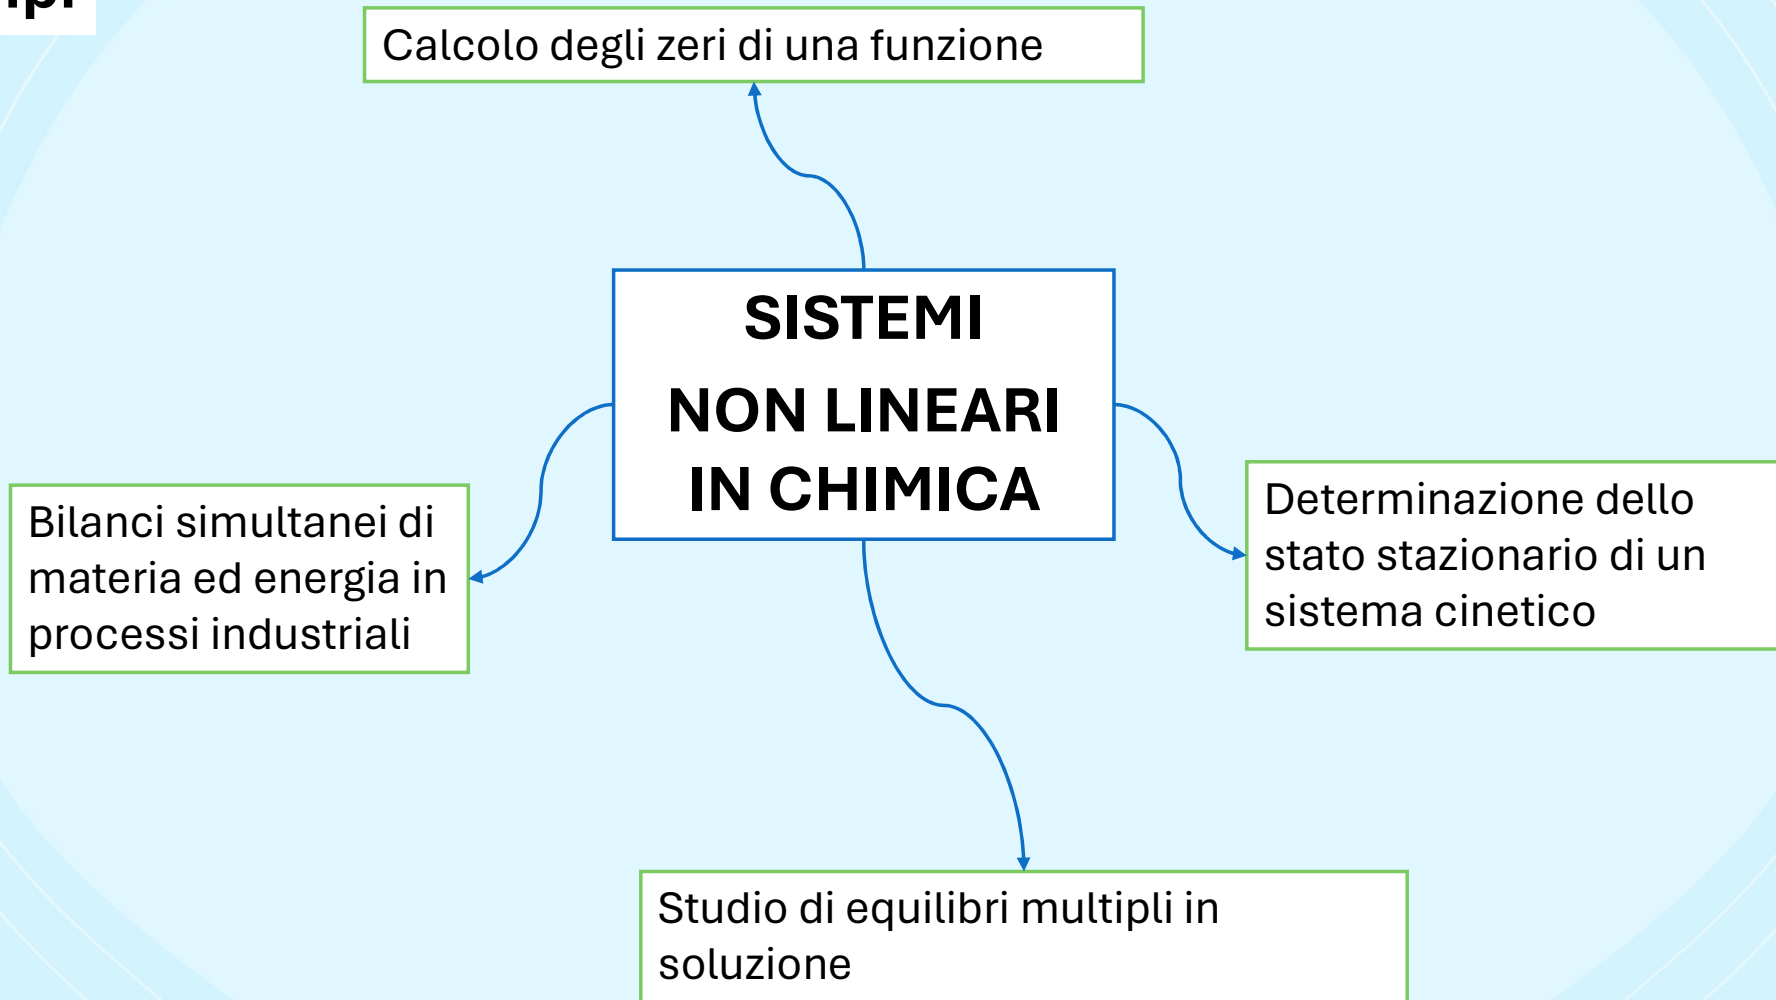 Calcolo degli zeri di una funzione
SISTEMI
NON LINEARI
IN CHIMICA
Bilanci simultanei di
materia ed energia in
processi industriali
Determinazione dello
stato stazionario di un
sistema cinetico
Studio di equilibri multipli in
soluzione